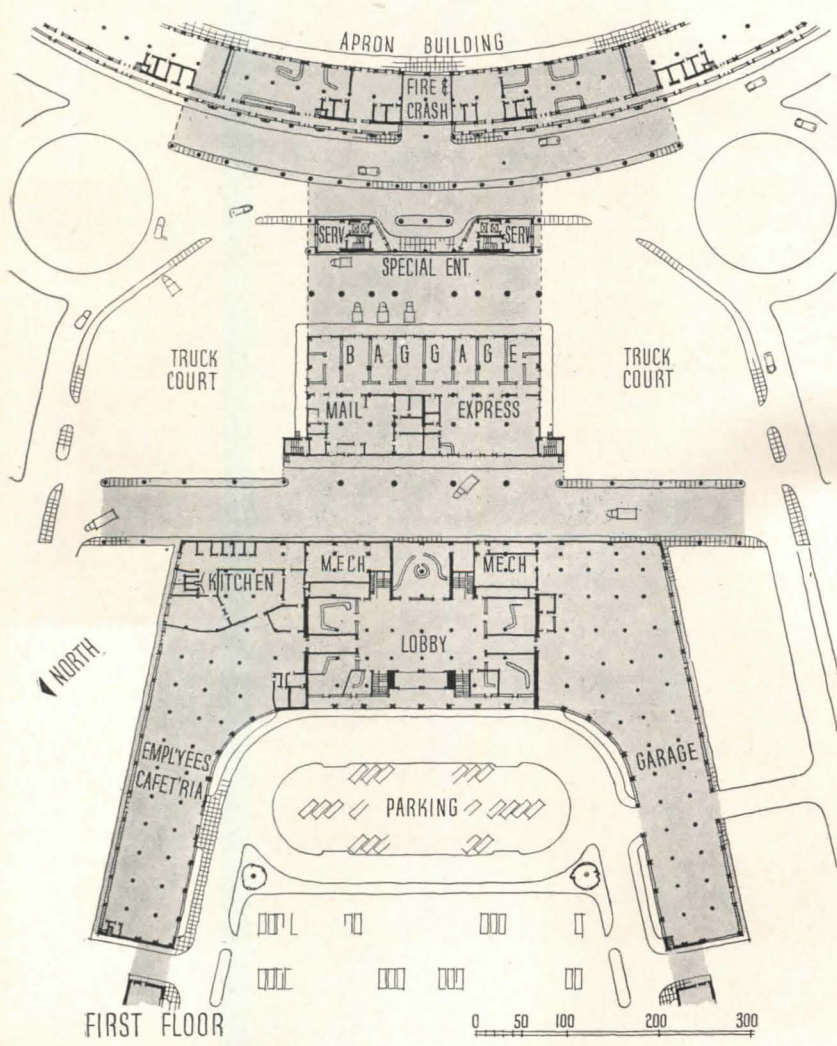 APRON BUILDING
FIRE &
CRASH
SERV
SERV
SPECIAL ENT.
BAGGAGE
TRUCK
COURT
TRUCK
COURT
MAIL
EXPRESS
MECH
MECH
KITCHEN
LOBBY
NORTH
EMPL'YEES
CAFET'RIA
GARAGE
PARKING
FIRST FLOOR
0 50 100 200 300